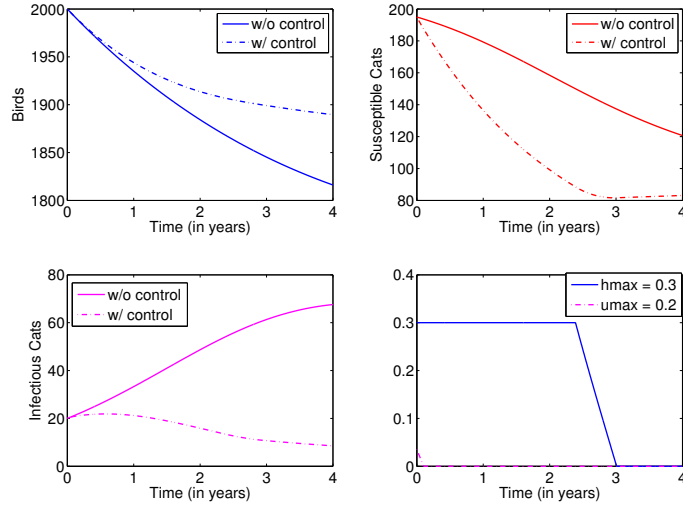 2000
1950
1900
1850
1800
Birds
w/o control
w/ control
0
1
2
3
4
Time (in years)
200
180
160
140
120
100
80
Susceptible Cats
w/o control
w/ control
0
1
2
3
4
Time (in years)
80
60
40
20
0
Infectious Cats
w/o control
w/ control
0
1
2
3
4
Time (in years)
0.4
0.3
0.2
0.1
0
hmax = 0.3
umax = 0.2
0
1
2
3
4
Time (in years)